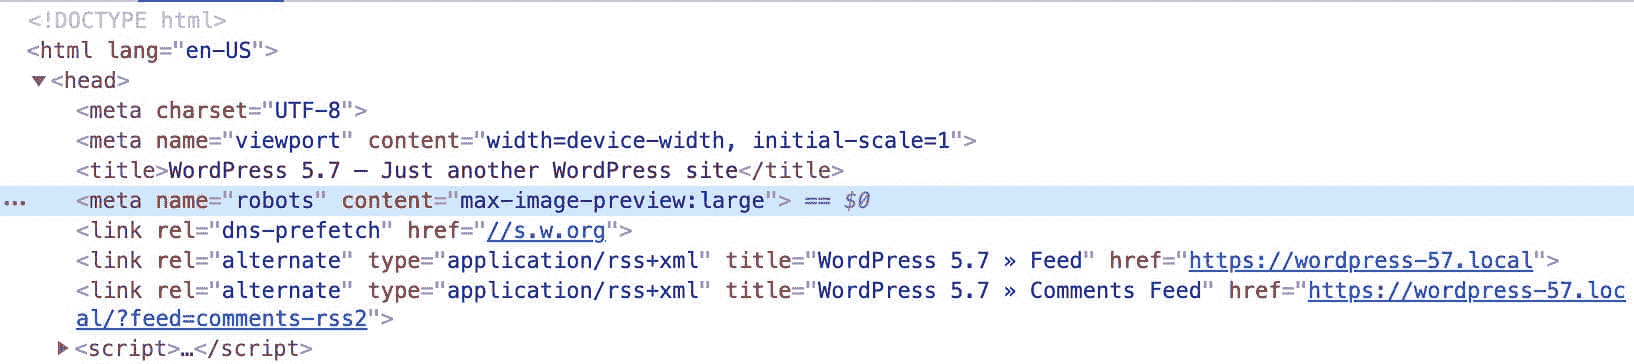 <!DOCTYPE html>
<html lang="en-US">
▼<head>
<meta charset="UTF-8">
<meta name="viewport" content="width=device-width, initial-scale=1">
<title>WordPress 5.7 – Just another WordPress site</title>
… <meta name="robots" content="max-image-preview:large"> == $0
<link rel="dns-prefetch" href="//s.w.org">
<link rel="alternate" type="application/rss+xml" title="WordPress 5.7 » Feed" href="https://wordpress-57.local">
<link rel="alternate" type="application/rss+xml" title="WordPress 5.7 » Comments Feed" href="https://wordpress-57.loc
al/?feed=comments-rss2">
▶<script>…</script>